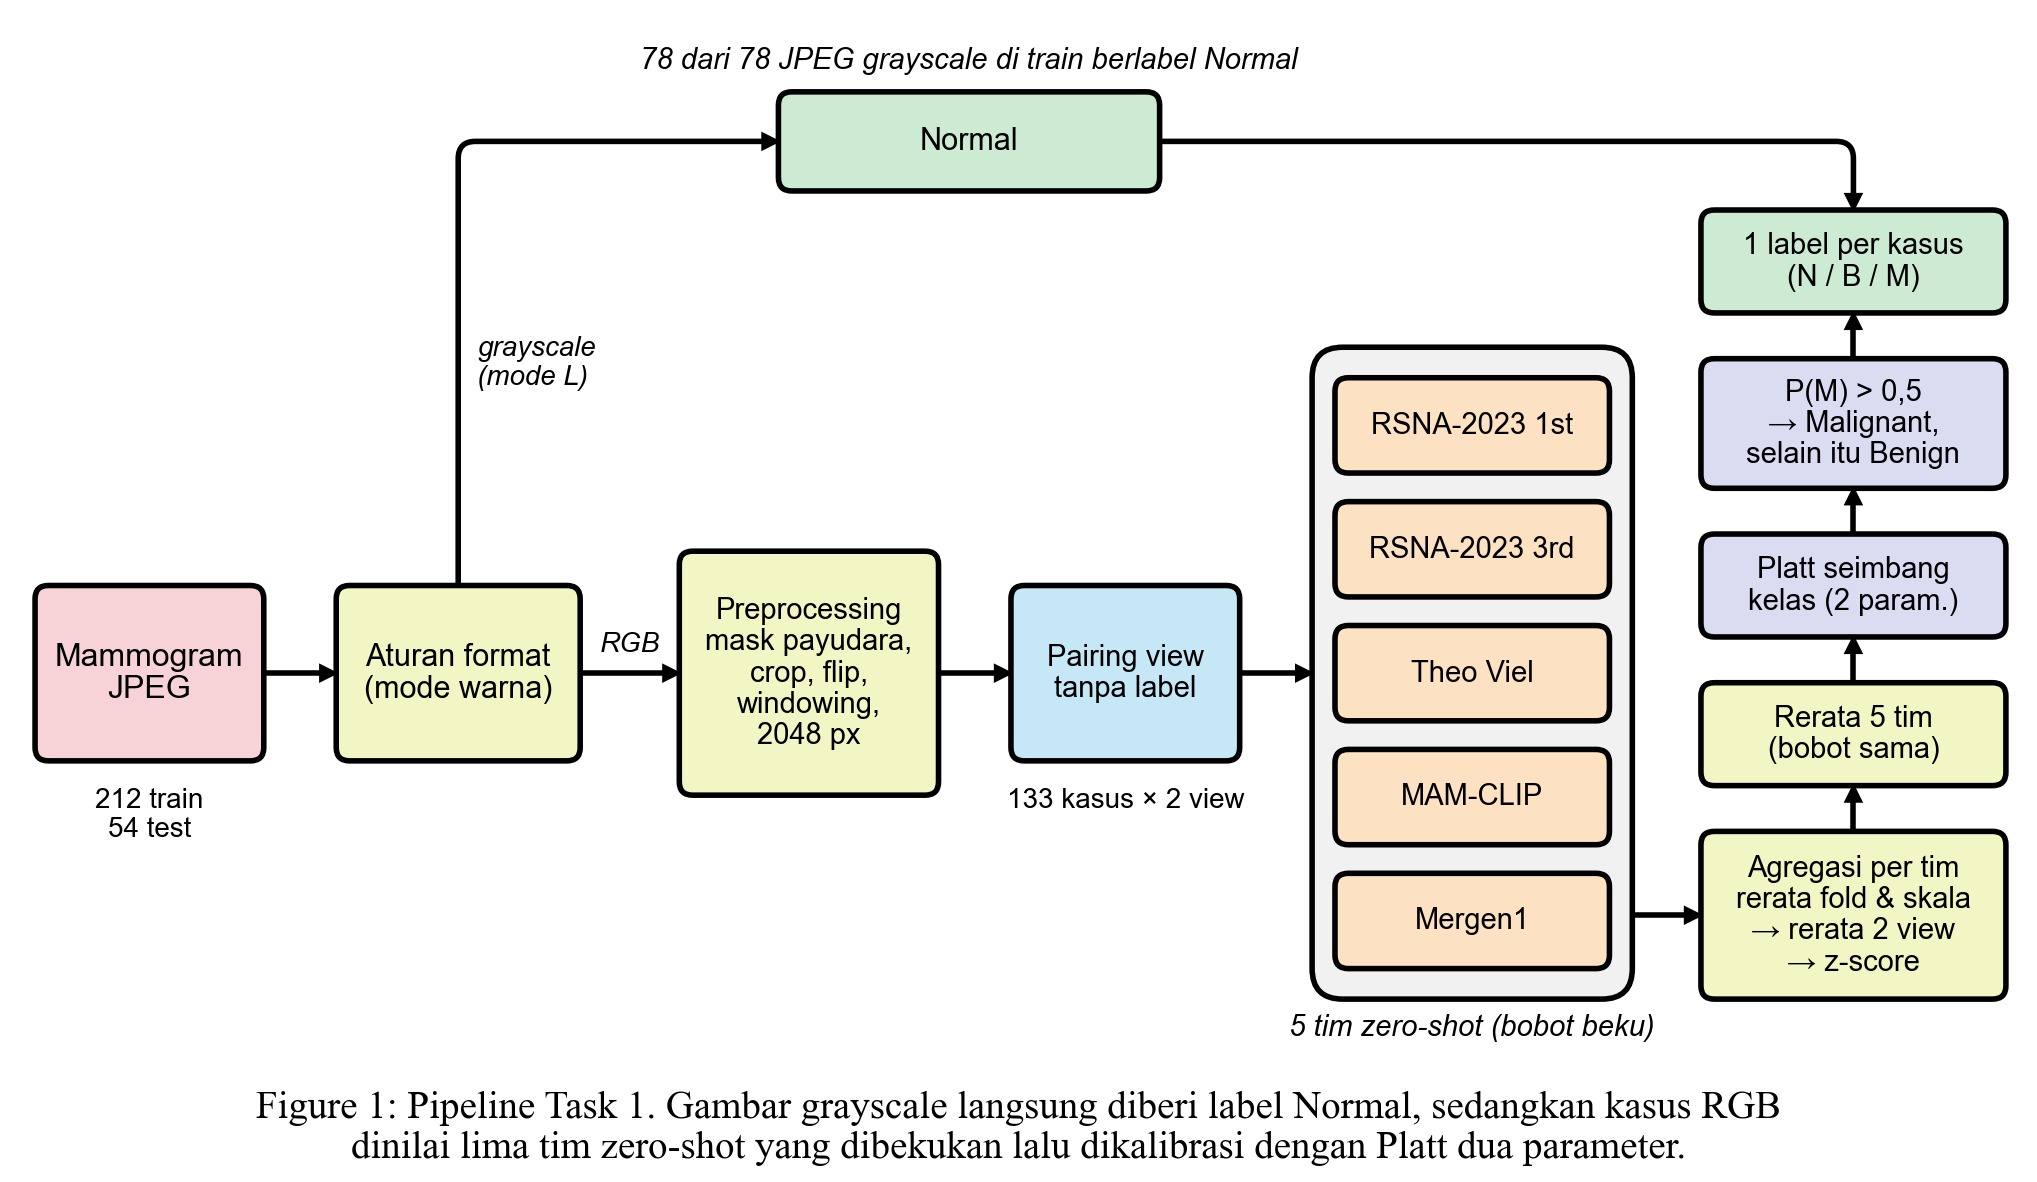 78 dari 78 JPEG grayscale di train berlabel Normal
Normal
1 label per kasus
(N / B / M)
grayscale
(mode L)
P(M) > 0,5
→ Malignant,
selain itu Benign
RSNA-2023 1st
RSNA-2023 3rd
Theo Viel
MAM-CLIP
Mergen1
5 tim zero-shot (bobot beku)
Platt seimbang
kelas (2 param.)
Rerata 5 tim
(bobot sama)
Agregasi per tim
rerata fold & skala
→ rerata 2 view
→ z-score
Mammogram
JPEG
212 train
54 test
Aturan format
(mode warna)
RGB
Preprocessing
mask payudara,
crop, flip,
windowing,
2048 px
Pairing view
tanpa label
133 kasus × 2 view
Figure 1: Pipeline Task 1. Gambar grayscale langsung diberi label Normal, sedangkan kasus RGB
dinilai lima tim zero-shot yang dibekukan lalu dikalibrasi dengan Platt dua parameter.